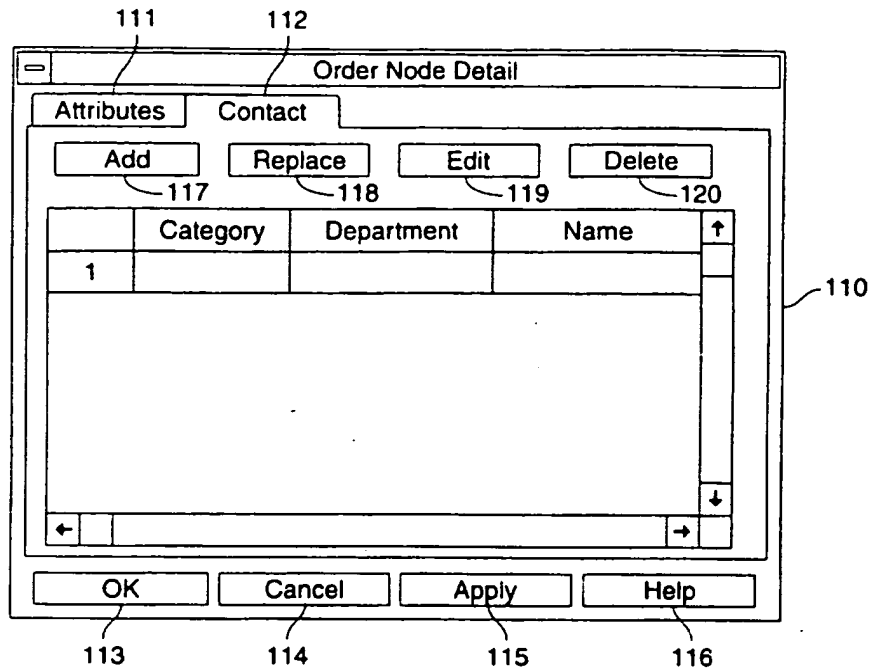 111 112
Order Node Detail
Attributes Contact
Add Replace Edit Delete
117 118 119 120
Category Department Name
1
110
OK Cancel Apply Help
113 114 115 116